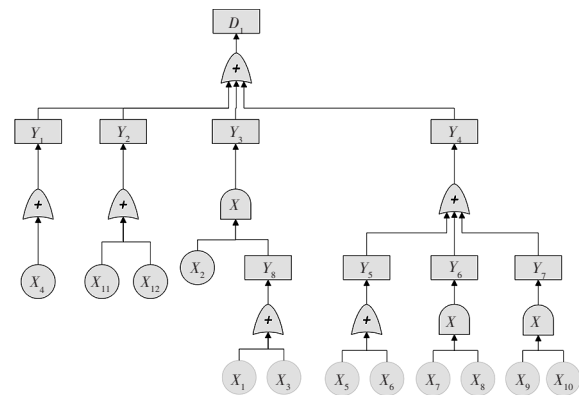 D₁
+
Y₁ Y₂ Y₃ Y₄
+ + X +
X₄ X₁₁ X₁₂ X₂ Y₈ Y₅ Y₆ Y₇
+ + X X
X₁ X₃ X₅ X₆ X₇ X₈ X₉ X₁₀